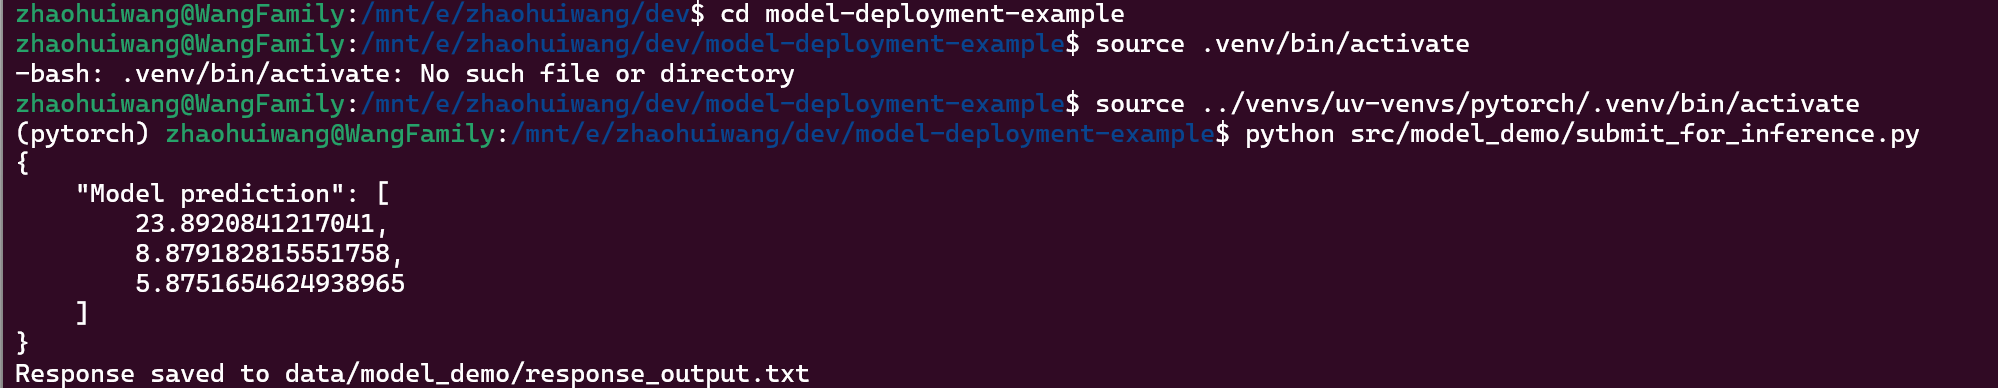 zhaohuiwang@WangFamily:/mnt/e/zhaohuiwang/dev$ cd model-deployment-example
zhaohuiwang@WangFamily:/mnt/e/zhaohuiwang/dev/model-deployment-example$ source .venv/bin/activate
-bash: .venv/bin/activate: No such file or directory
zhaohuiwang@WangFamily:/mnt/e/zhaohuiwang/dev/model-deployment-example$ source ../venvs/uv-venvs/pytorch/.venv/bin/activate
(pytorch) zhaohuiwang@WangFamily:/mnt/e/zhaohuiwang/dev/model-deployment-example$ python src/model_demo/submit_for_inference.py
{
    "Model prediction": [
        23.8920841217041,
        8.879182815551758,
        5.8751654624938965
    ]
}
Response saved to data/model_demo/response_output.txt